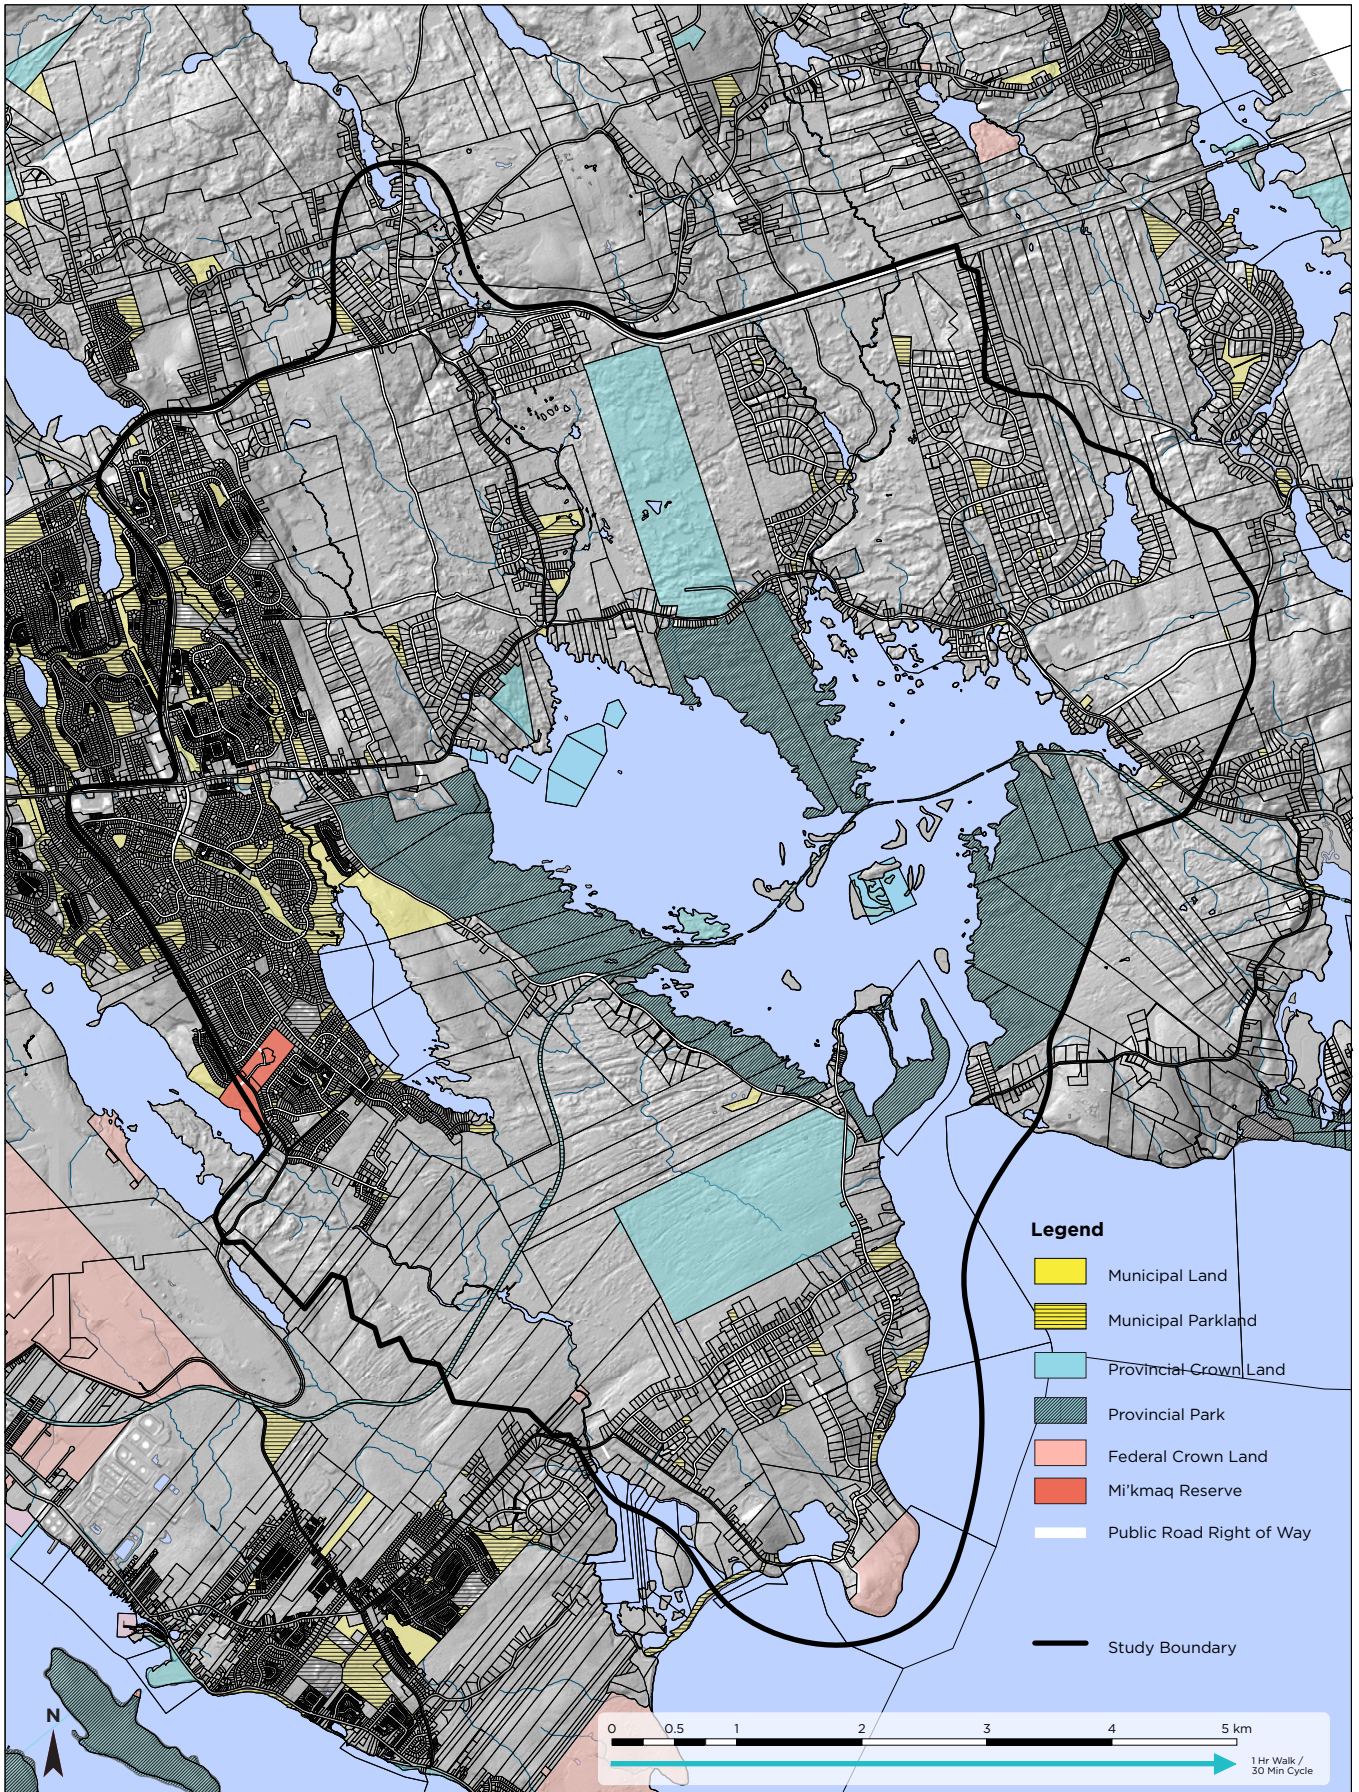 Legend
Municipal Land
Municipal Parkland
Provincial Crown Land
Provincial Park
Federal Crown Land
Mi'kmaq Reserve
Public Road Right of Way
Study Boundary
N
0 0.5 1 2 3 4 5 km
1 Hr Walk /
30 Min Cycle